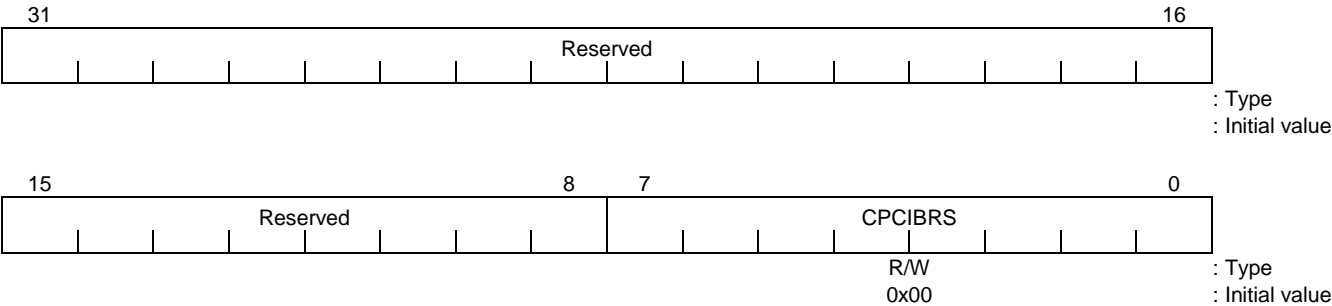 31 16
Reserved
: Type
: Initial value
15 8 7 0
Reserved CPCIBRS
R/W : Type
0x00 : Initial value